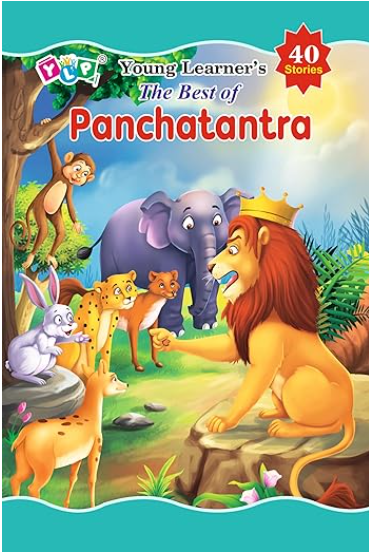 YLP
Young Learner's
The Best of
Panchatantra
40
Stories